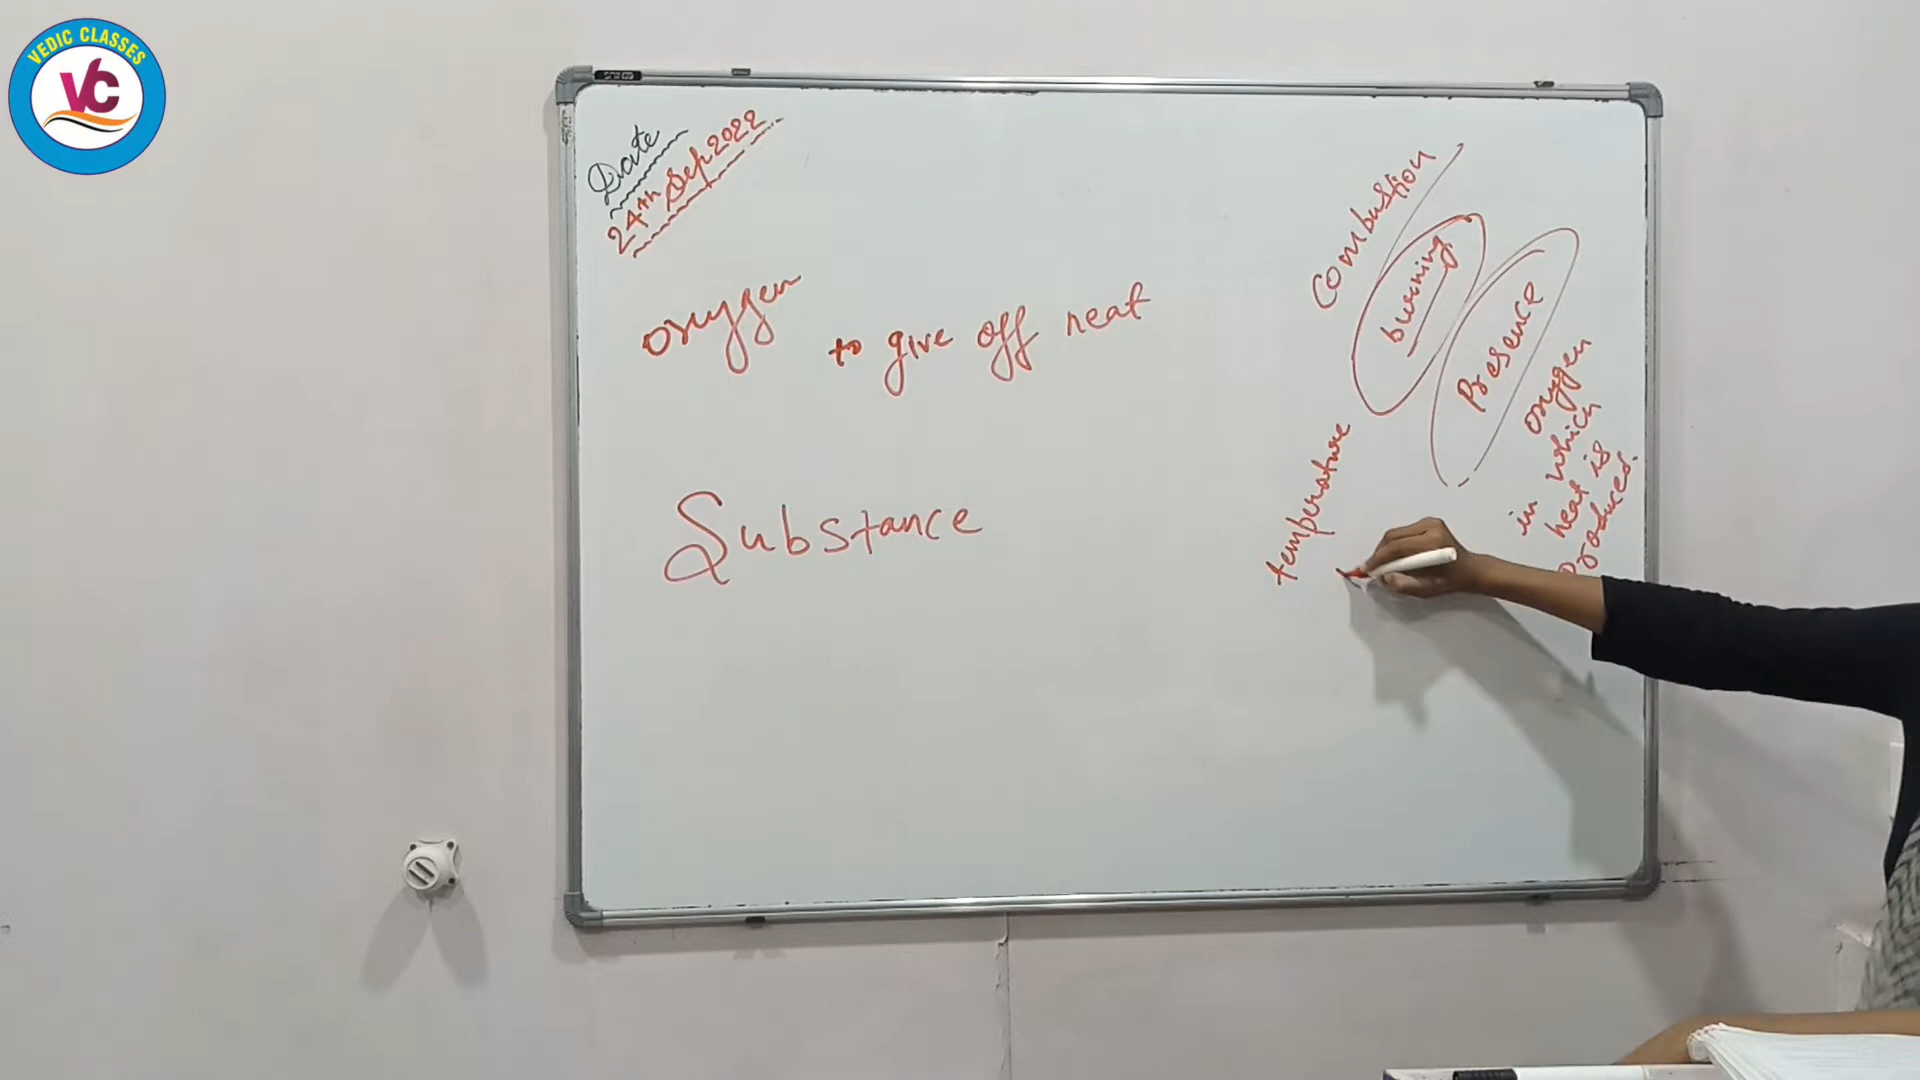 VEDIC CLASSES
VC
Date
24th Sep 2022
oxygen
to give off heat
Substance
Combustion
burning
Presence
oxygen
in which
heat is
Produced.
temperature